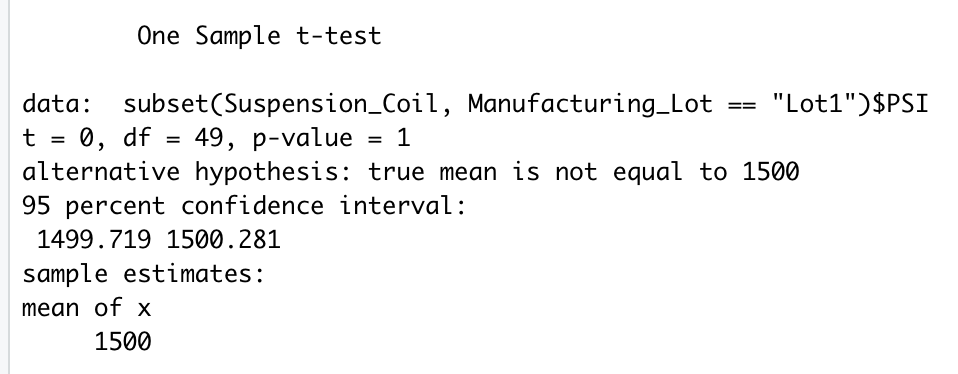 One Sample t-test
data:  subset(Suspension_Coil, Manufacturing_Lot == "Lot1")$PSI
t = 0, df = 49, p-value = 1
alternative hypothesis: true mean is not equal to 1500
95 percent confidence interval:
1499.719 1500.281
sample estimates:
mean of x
1500